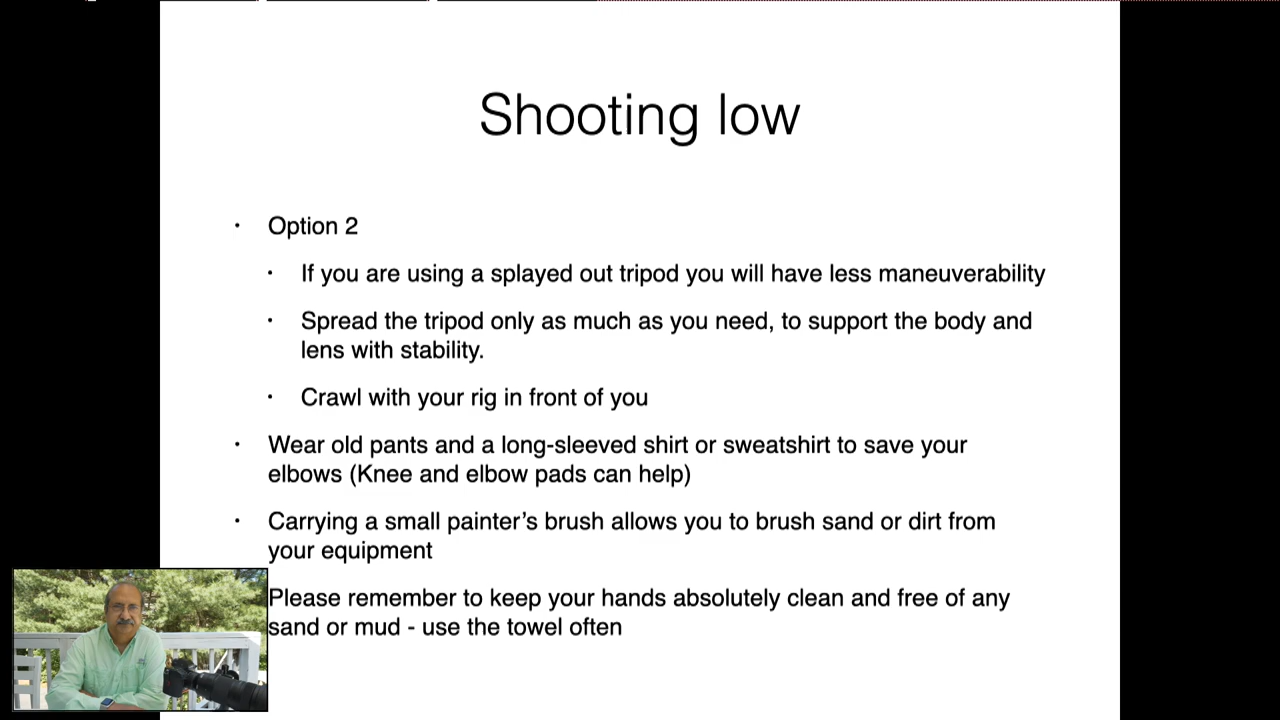 Shooting low
· Option 2
· If you are using a splayed out tripod you will have less maneuverability
· Spread the tripod only as much as you need, to support the body and
lens with stability.
· Crawl with your rig in front of you
· Wear old pants and a long-sleeved shirt or sweatshirt to save your
elbows (Knee and elbow pads can help)
· Carrying a small painter’s brush allows you to brush sand or dirt from
your equipment
Please remember to keep your hands absolutely clean and free of any
sand or mud - use the towel often